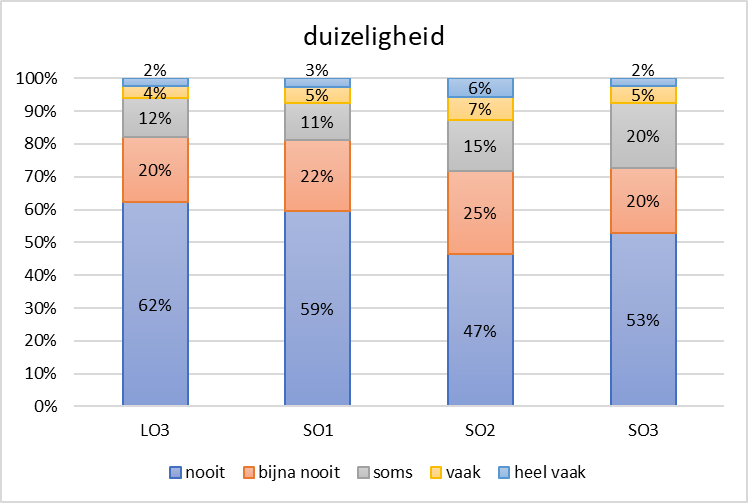 duizeligheid
2% 3% 2%
100% 6%
4% 5% 5%
90% 7%
12% 11% 20%
80% 15%
70% 20% 22% 25% 20%
60%
50%
40%
30% 62% 59% 47% 53%
20%
10%
0%
LO3 SO1 SO2 SO3
nooit bijna nooit soms vaak heel vaak